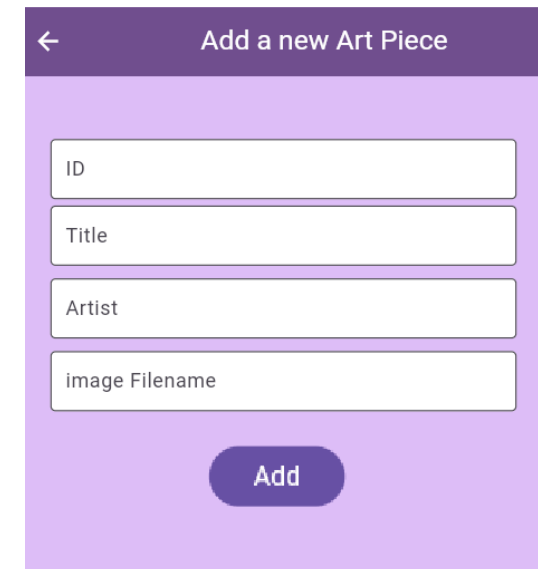 Add a new Art Piece
ID
Title
Artist
image Filename
Add